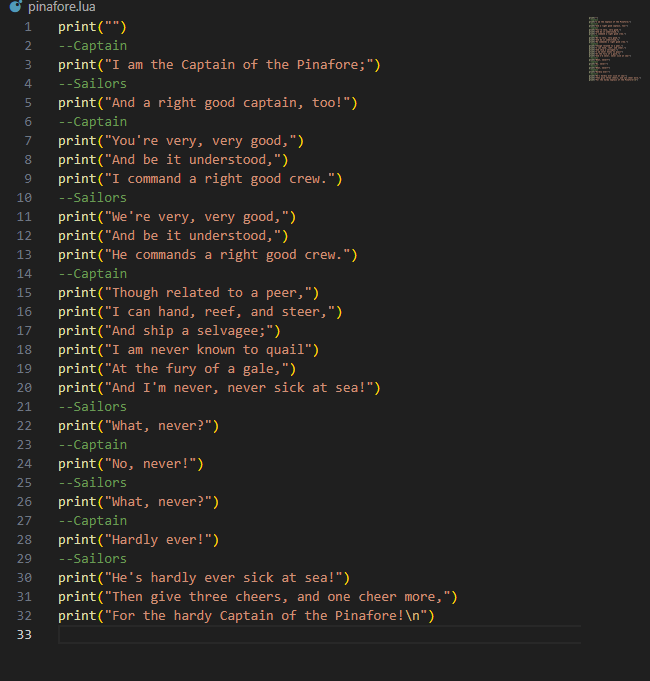 pinafore.lua
1 print("")
2 --Captain
3 print("I am the Captain of the Pinafore;")
4 --Sailors
5 print("And a right good captain, too!")
6 --Captain
7 print("You're very, very good,")
8 print("And be it understood,")
9 print("I command a right good crew.")
10 --Sailors
11 print("We're very, very good,")
12 print("And be it understood,")
13 print("He commands a right good crew.")
14 --Captain
15 print("Though related to a peer,")
16 print("I can hand, reef, and steer,")
17 print("And ship a selvagee;")
18 print("I am never known to quail")
19 print("At the fury of a gale,")
20 print("And I'm never, never sick at sea!")
21 --Sailors
22 print("What, never?")
23 --Captain
24 print("No, never!")
25 --Sailors
26 print("What, never?")
27 --Captain
28 print("Hardly ever!")
29 --Sailors
30 print("He's hardly ever sick at sea!")
31 print("Then give three cheers, and one cheer more,")
32 print("For the hardy Captain of the Pinafore!\n")
33